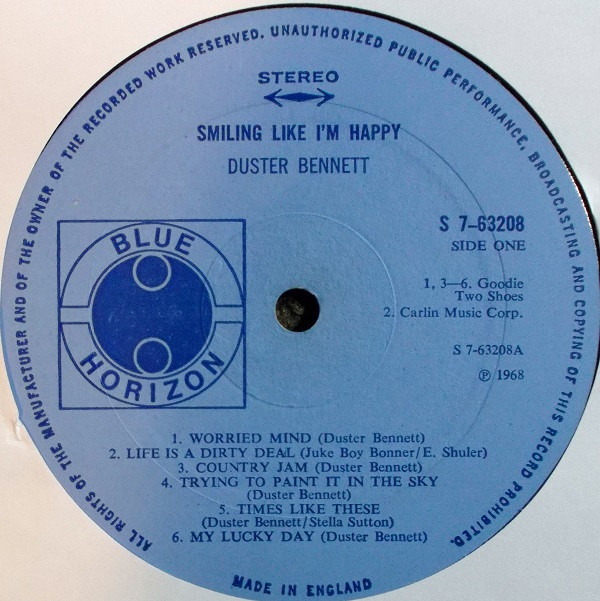 ALL RIGHTS OF THE MANUFACTURER AND OF THE OWNER OF THE RECORDED WORK RESERVED. UNAUTHORIZED PUBLIC PERFORMANCE, BROADCASTING AND COPYING OF THIS RECORD PROHIBITED.
STEREO
SMILING LIKE I'M HAPPY
DUSTER BENNETT
BLUE
HORIZON
S 7-63208
SIDE ONE
1, 3—6. Goodie
Two Shoes
2. Carlin Music Corp.
S 7-63208A
℗ 1968
1. WORRIED MIND (Duster Bennett)
2. LIFE IS A DIRTY DEAL (Juke Boy Bonner/E. Shuler)
3. COUNTRY JAM (Duster Bennett)
4. TRYING TO PAINT IT IN THE SKY
(Duster Bennett)
5. TIMES LIKE THESE
(Duster Bennett/Stella Sutton)
6. MY LUCKY DAY (Duster Bennett)
MADE IN ENGLAND